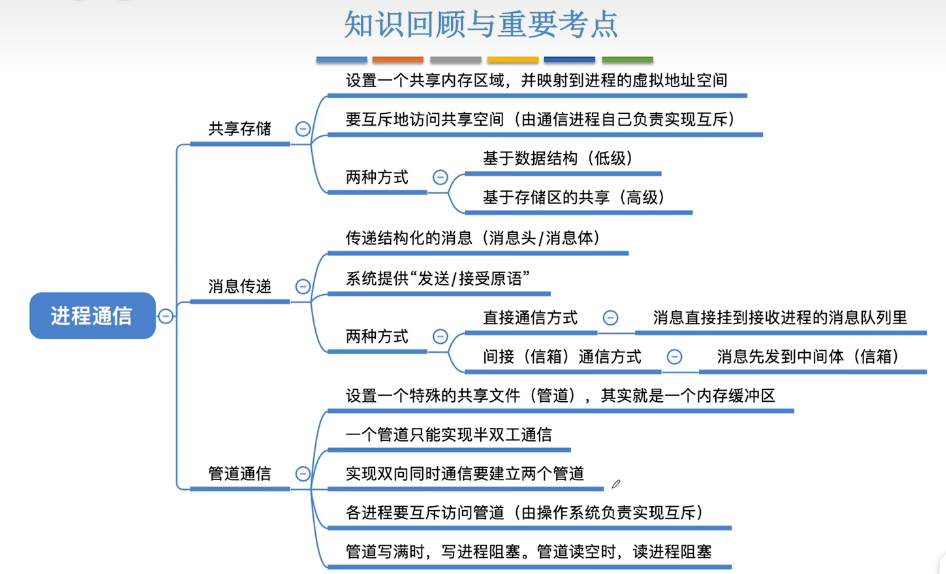 知识回顾与重要考点
进程通信
共享存储
设置一个共享内存区域，并映射到进程的虚拟地址空间
要互斥地访问共享空间（由通信进程自己负责实现互斥）
两种方式
基于数据结构（低级）
基于存储区的共享（高级）
消息传递
传递结构化的消息（消息头/消息体）
系统提供“发送/接受原语”
两种方式
直接通信方式
消息直接挂到接收进程的消息队列里
间接（信箱）通信方式
消息先发到中间体（信箱）
管道通信
设置一个特殊的共享文件（管道），其实就是一个内存缓冲区
一个管道只能实现半双工通信
实现双向同时通信要建立两个管道
各进程要互斥访问管道（由操作系统负责实现互斥）
管道写满时，写进程阻塞。管道读空时，读进程阻塞